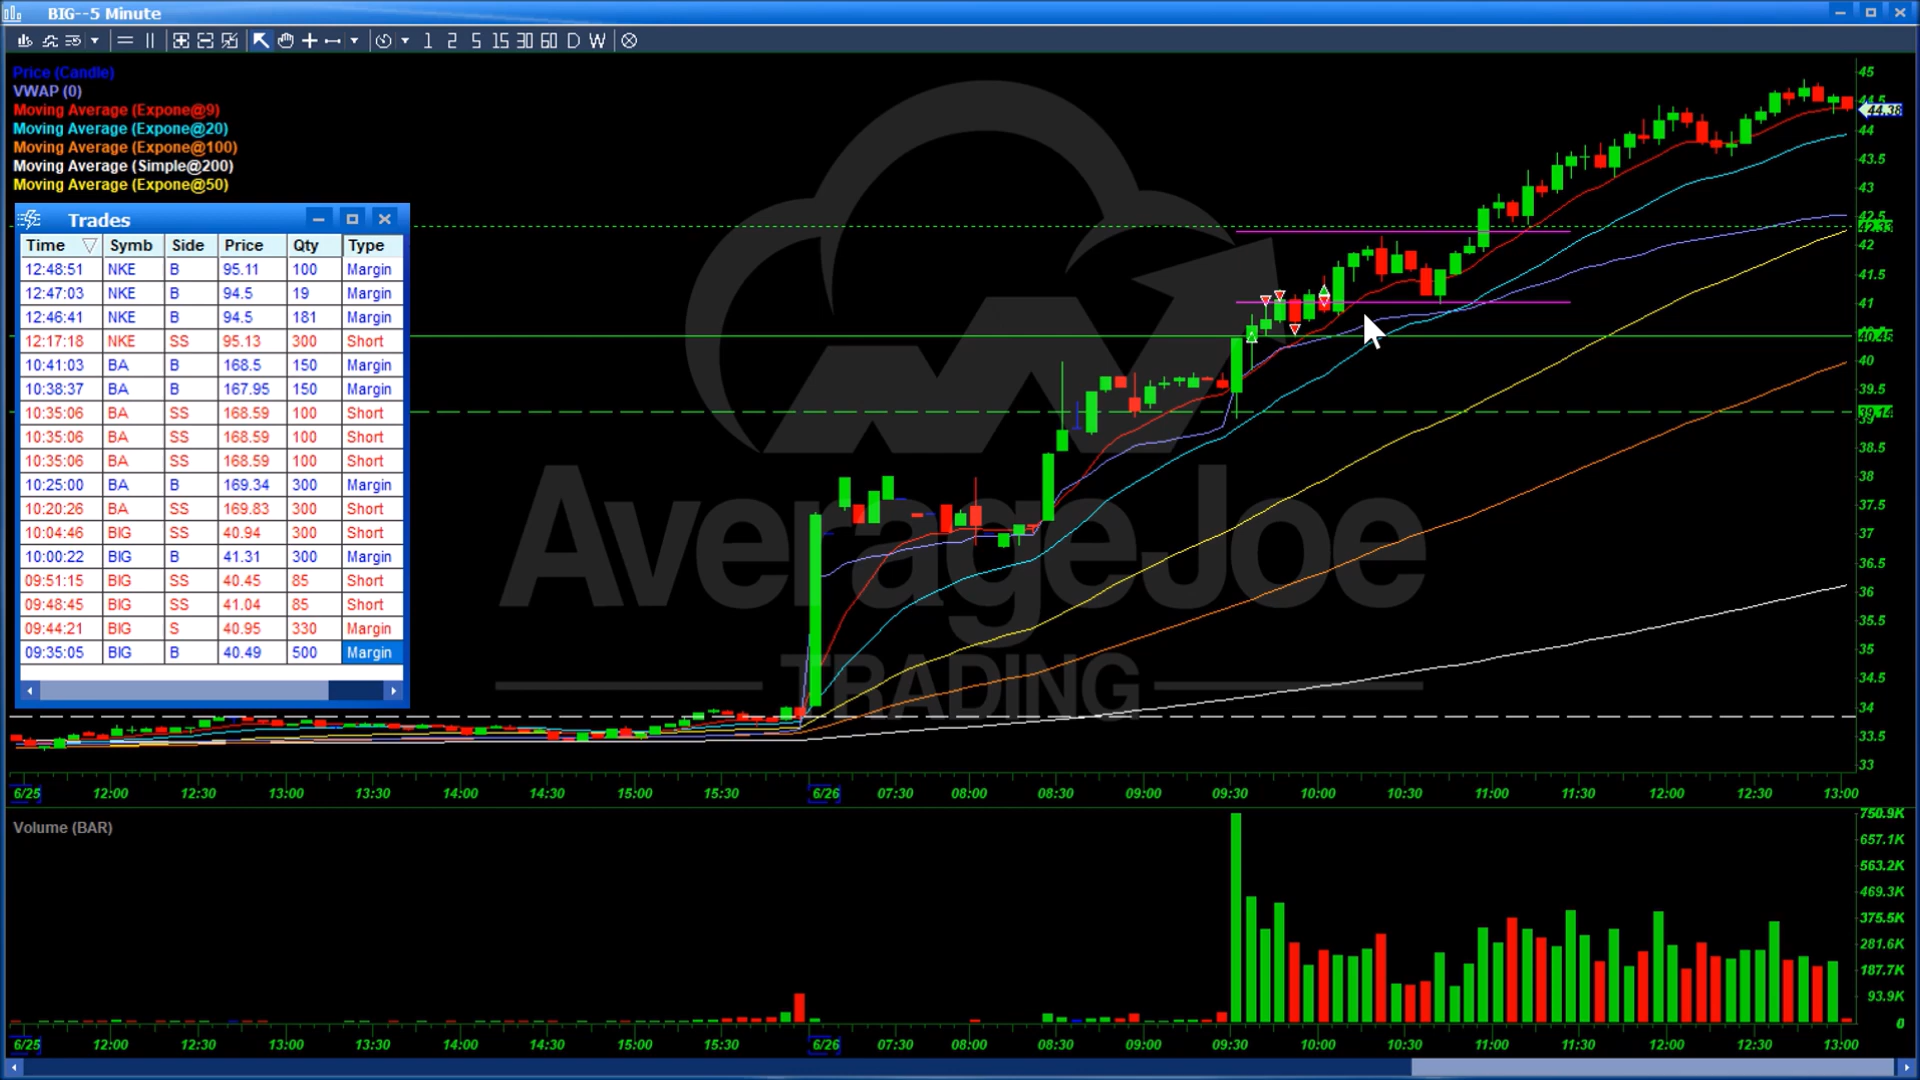 BIG--5 Minute
1 2 5 15 30 60 D W
Price (Candle)
VWAP (0)
Moving Average (Expone@9)
Moving Average (Expone@20)
Moving Average (Expone@100)
Moving Average (Simple@200)
Moving Average (Expone@50)
Trades
Time Symb Side Price Qty Type
12:48:51 NKE B 95.11 100 Margin
12:47:03 NKE B 94.5 19 Margin
12:46:41 NKE B 94.5 181 Margin
12:17:18 NKE SS 95.13 300 Short
10:41:03 BA B 168.5 150 Margin
10:38:37 BA B 167.95 150 Margin
10:35:06 BA SS 168.59 100 Short
10:35:06 BA SS 168.59 100 Short
10:35:06 BA SS 168.59 100 Short
10:25:00 BA B 169.34 300 Margin
10:20:26 BA SS 169.83 300 Short
10:04:46 BIG SS 40.94 300 Short
10:00:22 BIG B 41.31 300 Margin
09:51:15 BIG SS 40.45 85 Short
09:48:45 BIG SS 41.04 85 Short
09:44:21 BIG S 40.95 330 Margin
09:35:05 BIG B 40.49 500 Margin
AverageJoe
TRADING
45
44.38
44
43.5
43
42.5
42
41.5
41
40
39.5
39
38.5
38
37.5
37
36.5
36
35.5
35
34.5
34
33.5
33
6/25 12:00 12:30 13:00 13:30 14:00 14:30 15:00 15:30 6/26 07:30 08:00 08:30 09:00 09:30 10:00 10:30 11:00 11:30 12:00 12:30 13:00
Volume (BAR)
750.9K
657.1K
563.2K
469.3K
375.5K
281.6K
187.7K
93.9K
0
6/25 12:00 12:30 13:00 13:30 14:00 14:30 15:00 15:30 6/26 07:30 08:00 08:30 09:00 09:30 10:00 10:30 11:00 11:30 12:00 12:30 13:00